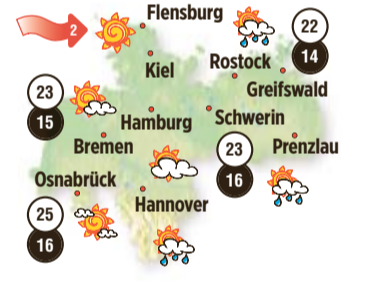 Flensburg
2
22
14
Kiel
Rostock
Greifswald
23
15
Hamburg
Schwerin
Bremen
23
16
Prenzlau
Osnabrück
Hannover
25
16